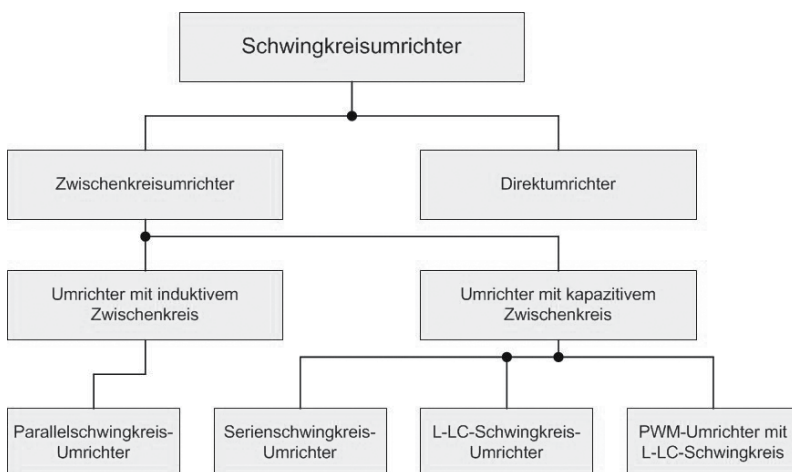 Schwingkreisumrichter
Zwischenkreisumrichter
Direktumrichter
Umrichter mit induktivem
Zwischenkreis
Umrichter mit kapazitivem
Zwischenkreis
Parallelschwingkreis-
Umrichter
Serienschwingkreis-
Umrichter
L-LC-Schwingkreis-
Umrichter
PWM-Umrichter mit
L-LC-Schwingkreis